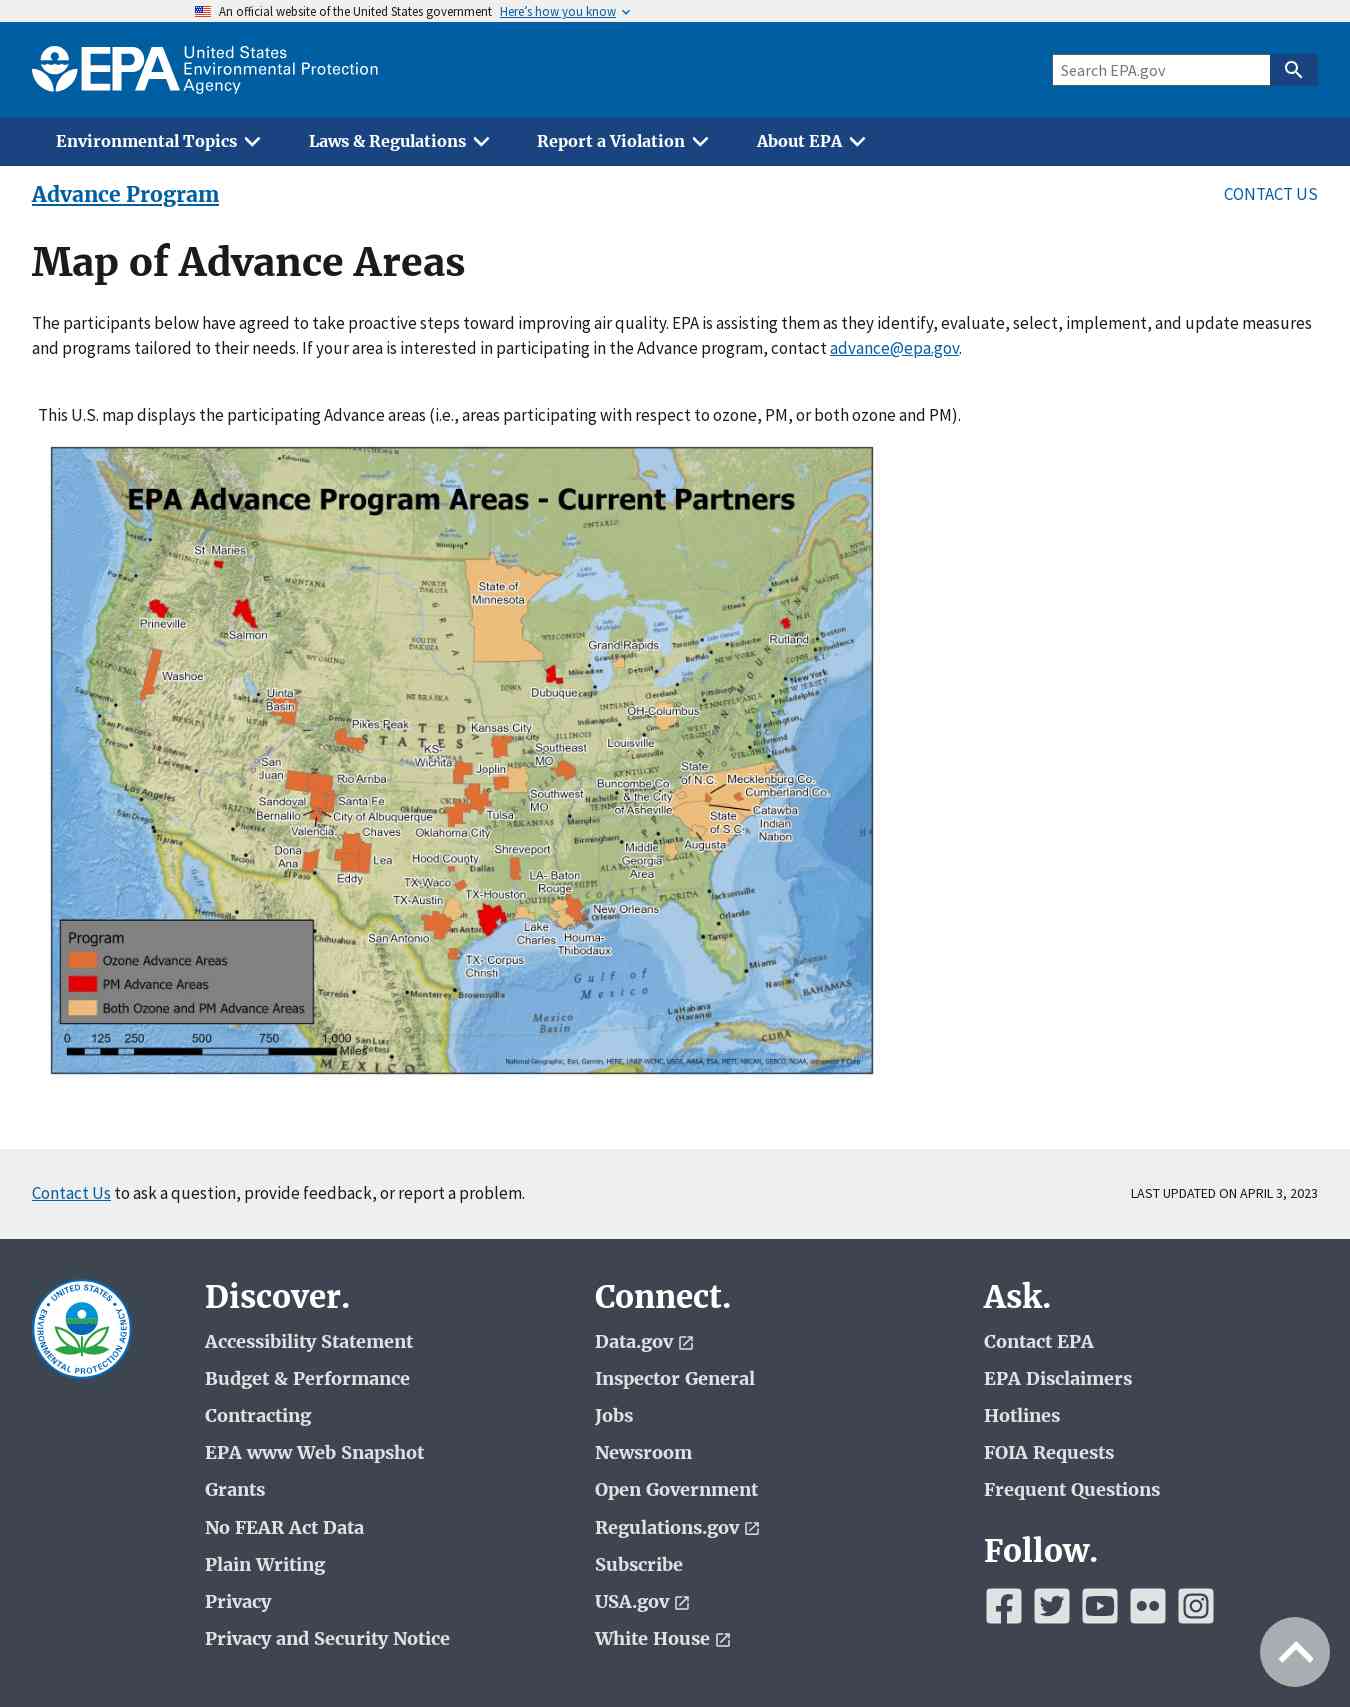 An official website of the United States government Here’s how you know
EPA United States
Environmental Protection
Agency
Search EPA.gov
Environmental Topics Laws & Regulations Report a Violation About EPA
Advance Program CONTACT US
Map of Advance Areas
The participants below have agreed to take proactive steps toward improving air quality. EPA is assisting them as they identify, evaluate, select, implement, and update measures
and programs tailored to their needs. If your area is interested in participating in the Advance program, contact advance@epa.gov.
This U.S. map displays the participating Advance areas (i.e., areas participating with respect to ozone, PM, or both ozone and PM).
EPA Advance Program Areas - Current Partners
St. Maries
State of
Minnesota
Prineville
Salmon
Rutland
Grand Rapids
Washoe
Dubuque
Uinta
Basin
OH-Columbus
Pikes Peak
Kansas City
Louisville
KS-
Wichita
Southeast
MO
San
Juan
Joplin
State
of N.C.
Rio Arriba
Mecklenburg Co.
Buncombe Co.
& the City
of Asheville
Cumberland Co.
Southwest
MO
Sandoval
Santa Fe
Bernalillo
City of Albuquerque
Tulsa
State
of S.C.
Catawba
Indian
Nation
Valencia
Chaves
Oklahoma City
Augusta
Dona
Ana
Lea
Hood County
Shreveport
Middle
Georgia
Area
Eddy
TX-Waco
LA- Baton
Rouge
TX-Austin
TX-Houston
New Orleans
San Antonio
Lake
Charles
Houma-
Thibodaux
TX- Corpus
Christi
Gulf of
Mexico
Mexico
Basin
BAHAMAS
CUBA
MEXICO
Program
Ozone Advance Areas
PM Advance Areas
Both Ozone and PM Advance Areas
0 125 250 500 750 1,000
Miles
Contact Us to ask a question, provide feedback, or report a problem. LAST UPDATED ON APRIL 3, 2023
UNITED STATES
ENVIRONMENTAL PROTECTION AGENCY
Discover.
Accessibility Statement
Budget & Performance
Contracting
EPA www Web Snapshot
Grants
No FEAR Act Data
Plain Writing
Privacy
Privacy and Security Notice
Connect.
Data.gov
Inspector General
Jobs
Newsroom
Open Government
Regulations.gov
Subscribe
USA.gov
White House
Ask.
Contact EPA
EPA Disclaimers
Hotlines
FOIA Requests
Frequent Questions
Follow.